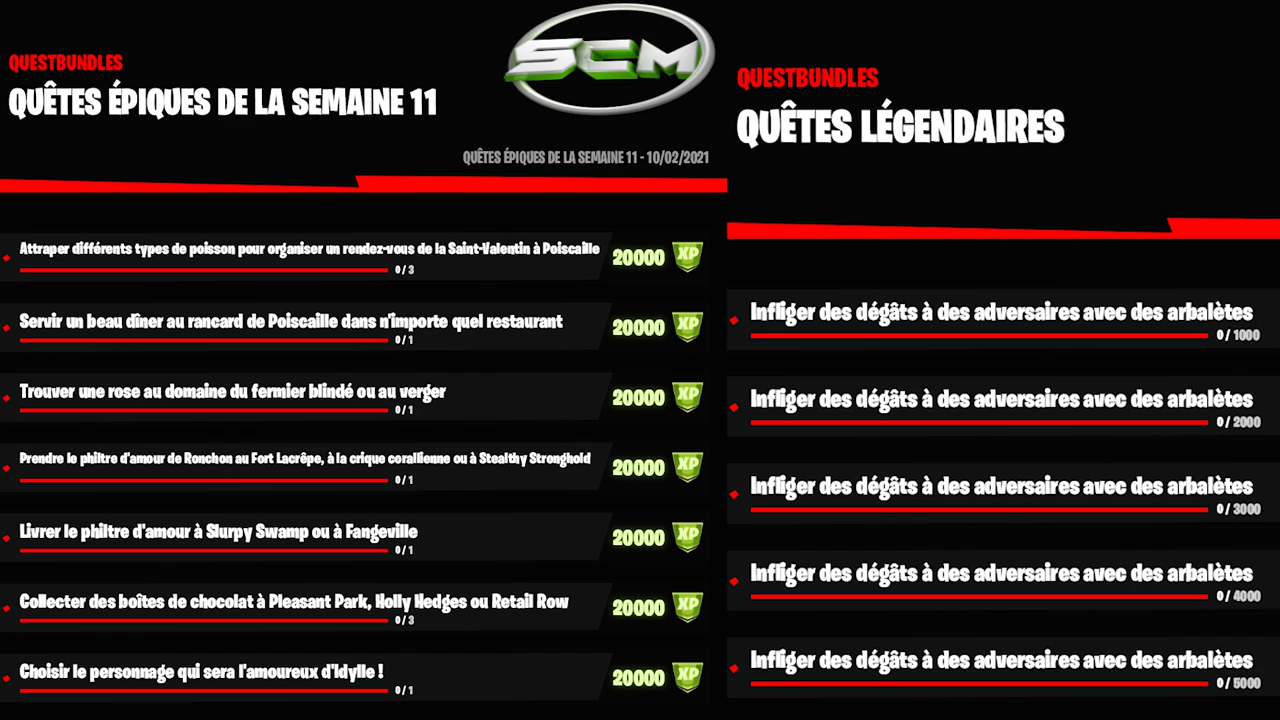 QUESTBUNDLES
QUÊTES ÉPIQUES DE LA SEMAINE 11
SCM
QUÊTES ÉPIQUES DE LA SEMAINE 11 - 10/02/2021
Attraper différents types de poisson pour organiser un rendez-vous de la Saint-Valentin à Poiscaille
0 / 3
20000 XP
Servir un beau dîner au rancard de Poiscaille dans n'importe quel restaurant
0 / 1
20000 XP
Trouver une rose au domaine du fermier blindé ou au verger
0 / 1
20000 XP
Prendre le philtre d'amour de Ronchon au Fort Lacrêpe, à la crique corallienne ou à Stealthy Stronghold
0 / 1
20000 XP
Livrer le philtre d'amour à Slurpy Swamp ou à Fangeville
0 / 1
20000 XP
Collecter des boîtes de chocolat à Pleasant Park, Holly Hedges ou Retail Row
0 / 3
20000 XP
Choisir le personnage qui sera l'amoureux d'Idylle !
0 / 1
20000 XP
QUESTBUNDLES
QUÊTES LÉGENDAIRES
Infliger des dégâts à des adversaires avec des arbalètes
0 / 1000
Infliger des dégâts à des adversaires avec des arbalètes
0 / 2000
Infliger des dégâts à des adversaires avec des arbalètes
0 / 3000
Infliger des dégâts à des adversaires avec des arbalètes
0 / 4000
Infliger des dégâts à des adversaires avec des arbalètes
0 / 5000